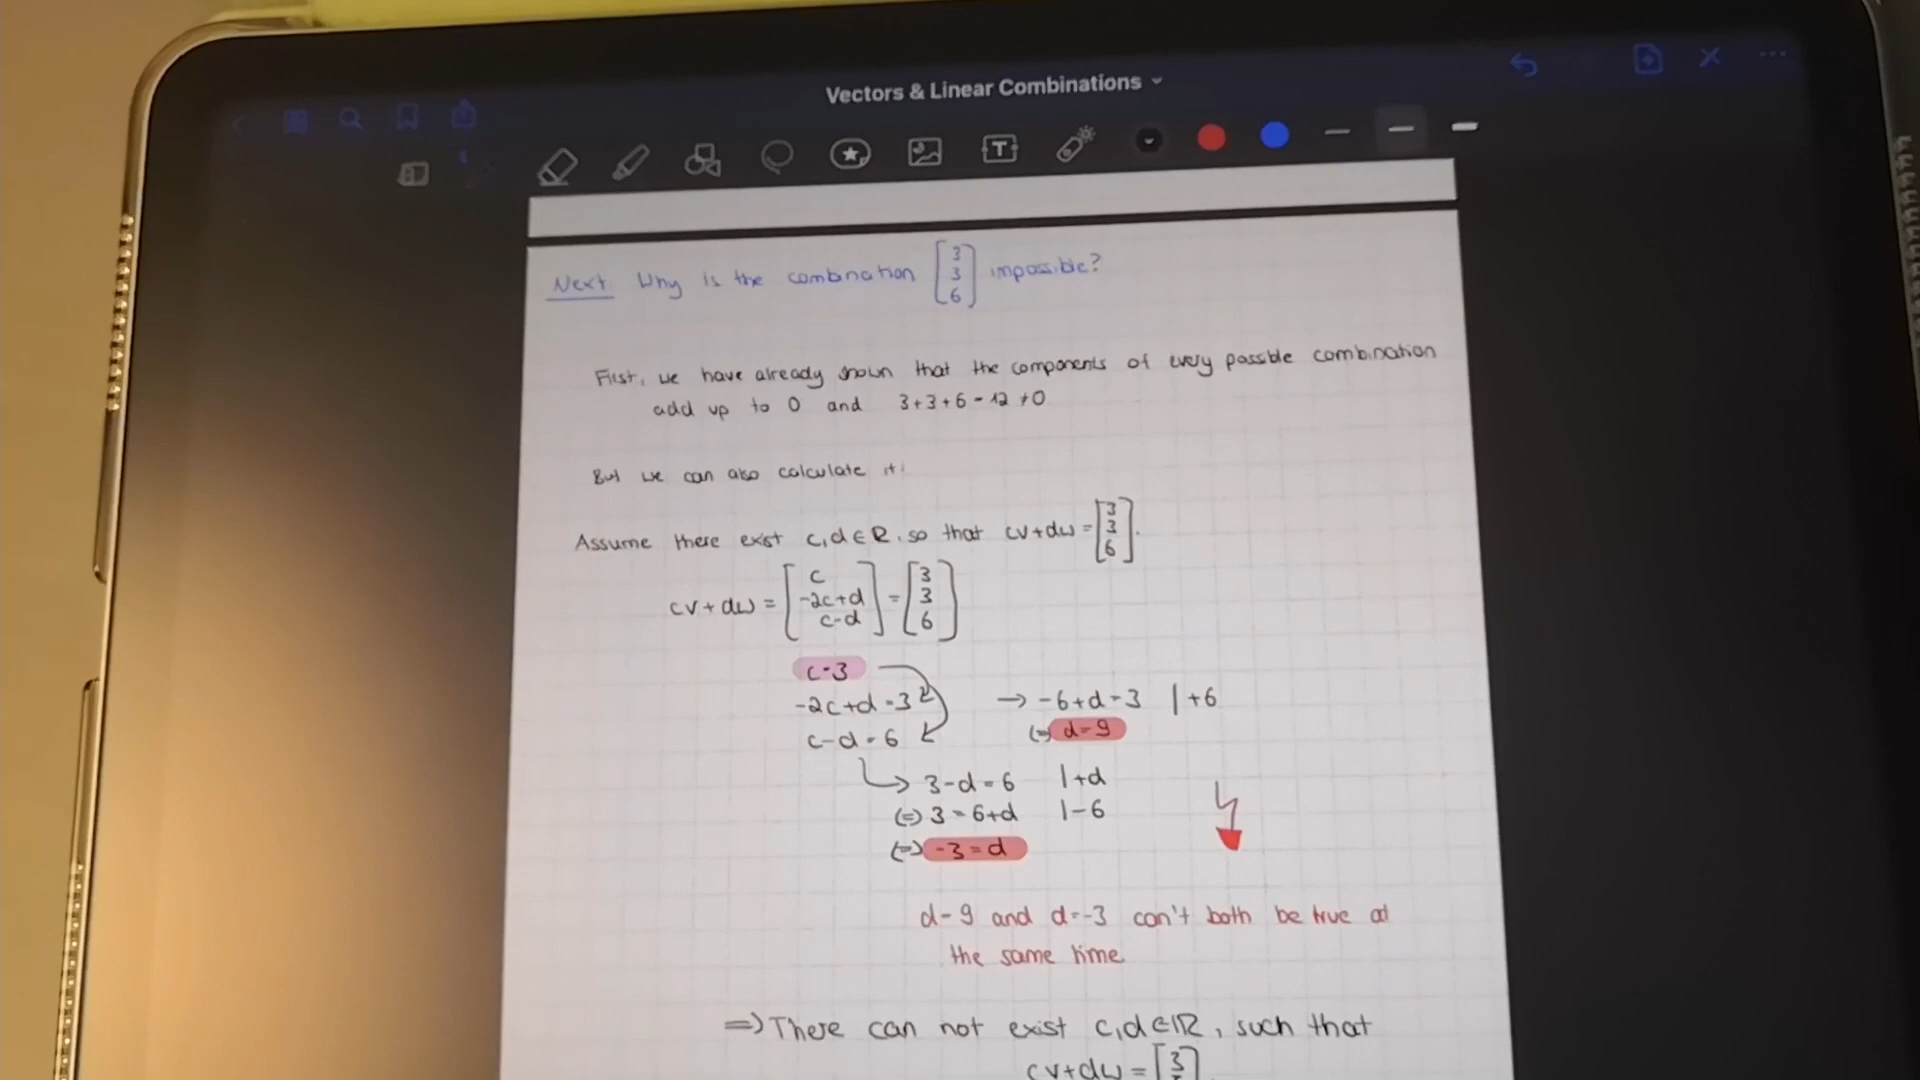 Vectors & Linear Combinations
Next Why is the combination [3 3 6] impossible?
First, we have already shown that the components of every possible combination
add up to 0 and 3+3+6=12≠0
But we can also calculate it:
Assume there exist c,d∈ℝ, so that cv+dw=[3 3 6].
cv+dw=[c -2c+d c-d]=[3 3 6]
c=3
-2c+d=3 → -6+d=3 |+6
c-d=6 (=) d=9
↳ 3-d=6 |+d
(=) 3=6+d |-6
(=) -3=d
d=9 and d=-3 can't both be true at
the same time.
=) There can not exist c,d∈ℝ, such that
cv+dw=[3